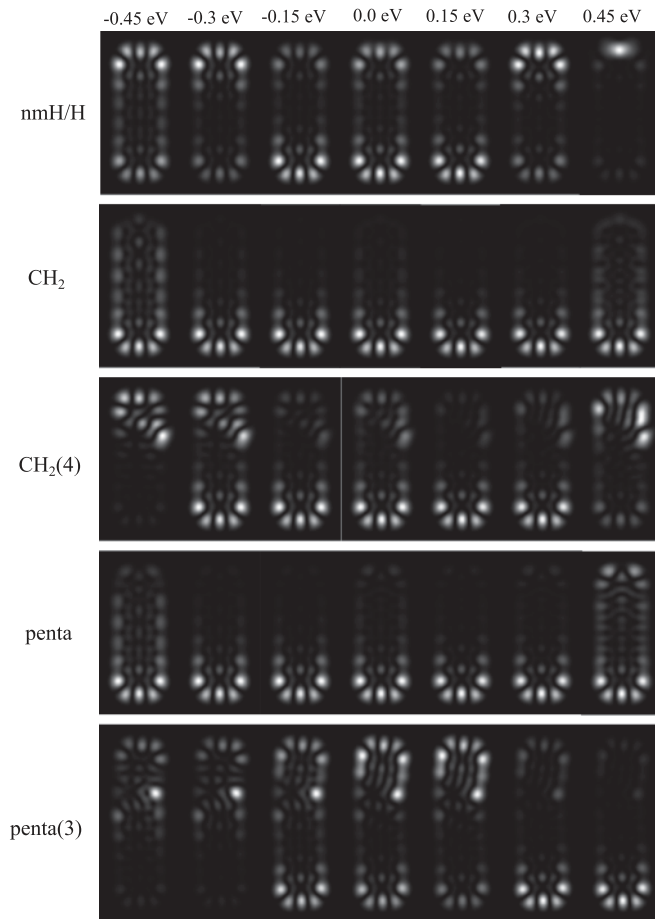 -0.45 eV -0.3 eV -0.15 eV 0.0 eV 0.15 eV 0.3 eV 0.45 eV
nmH/H
CH₂
CH₂(4)
penta
penta(3)